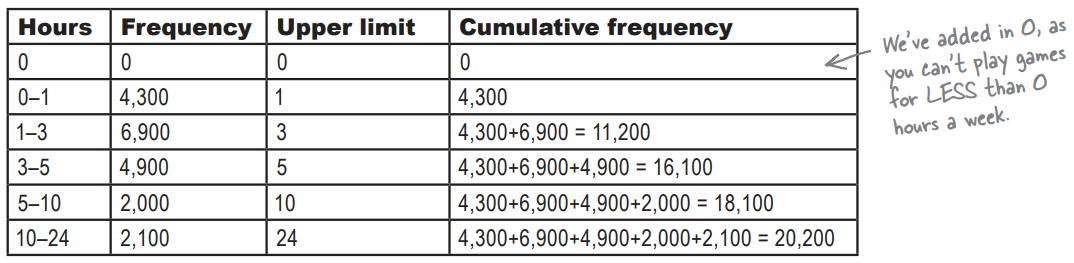 Hours Frequency Upper limit Cumulative frequency
0 0 0 0
0–1 4,300 1 4,300
1–3 6,900 3 4,300+6,900 = 11,200
3–5 4,900 5 4,300+6,900+4,900 = 16,100
5–10 2,000 10 4,300+6,900+4,900+2,000 = 18,100
10–24 2,100 24 4,300+6,900+4,900+2,000+2,100 = 20,200
We've added in 0, as
you can't play games
for LESS than 0
hours a week.